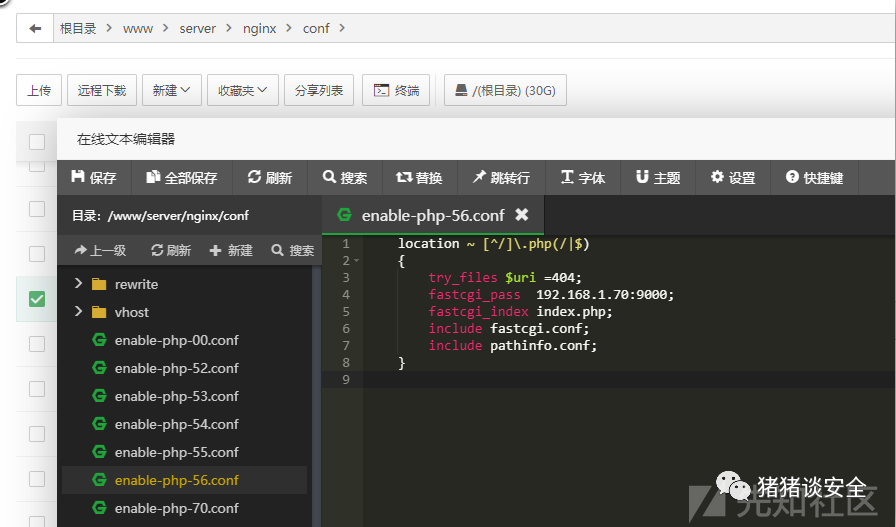 根目录 > www > server > nginx > conf >
上传 远程下载 新建 收藏夹 分享列表 终端 /(根目录) (30G)
在线文本编辑器
保存 全部保存 刷新 搜索 替换 跳转行 字体 主题 设置 快捷键
目录: /www/server/nginx/conf
enable-php-56.conf
上一级 刷新 新建 搜索
rewrite
vhost
enable-php-00.conf
enable-php-52.conf
enable-php-53.conf
enable-php-54.conf
enable-php-55.conf
enable-php-56.conf
enable-php-70.conf
1 location ~ [^/]\.php(/|$)
2 {
3 try_files $uri =404;
4 fastcgi_pass 192.168.1.70:9000;
5 fastcgi_index index.php;
6 include fastcgi.conf;
7 include pathinfo.conf;
8 }
9
猪猪谈安全
先知社区